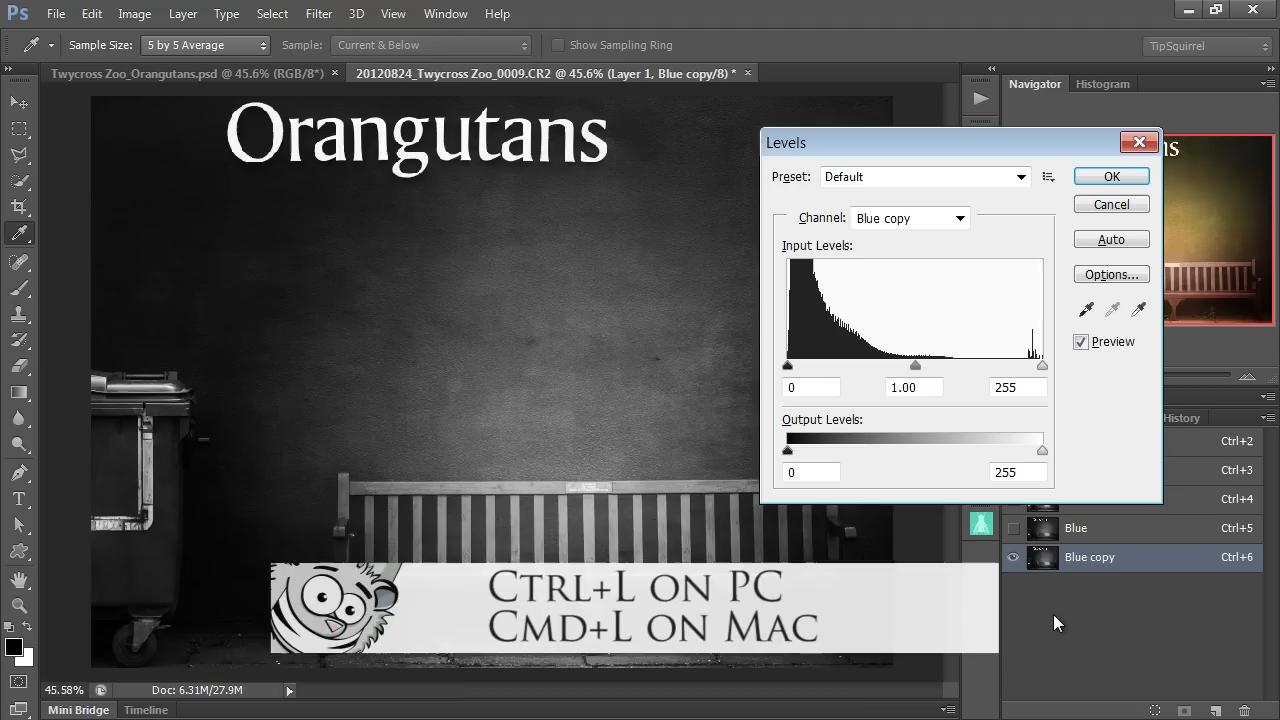 Ps File Edit Image Layer Type Select Filter 3D View Window Help
Sample Size: 5 by 5 Average Sample: Current & Below Show Sampling Ring TipSquirrel
Twycross Zoo_Orangutans.psd @ 45.6% (RGB/8*) × 20120824_Twycross Zoo_0009.CR2 @ 45.6% (Layer 1, Blue copy/8) * ×
Navigator Histogram
Orangutans
ns
Levels
Preset: Default OK
Cancel
Channel: Blue copy
Auto
Input Levels:
Options...
Preview
0 1.00 255
Output Levels:
0 255
History
Ctrl+2
Ctrl+3
Ctrl+4
Blue Ctrl+5
Blue copy Ctrl+6
Ctrl+L on PC
Cmd+L on Mac
45.58% Doc: 6.31M/27.9M
Mini Bridge Timeline